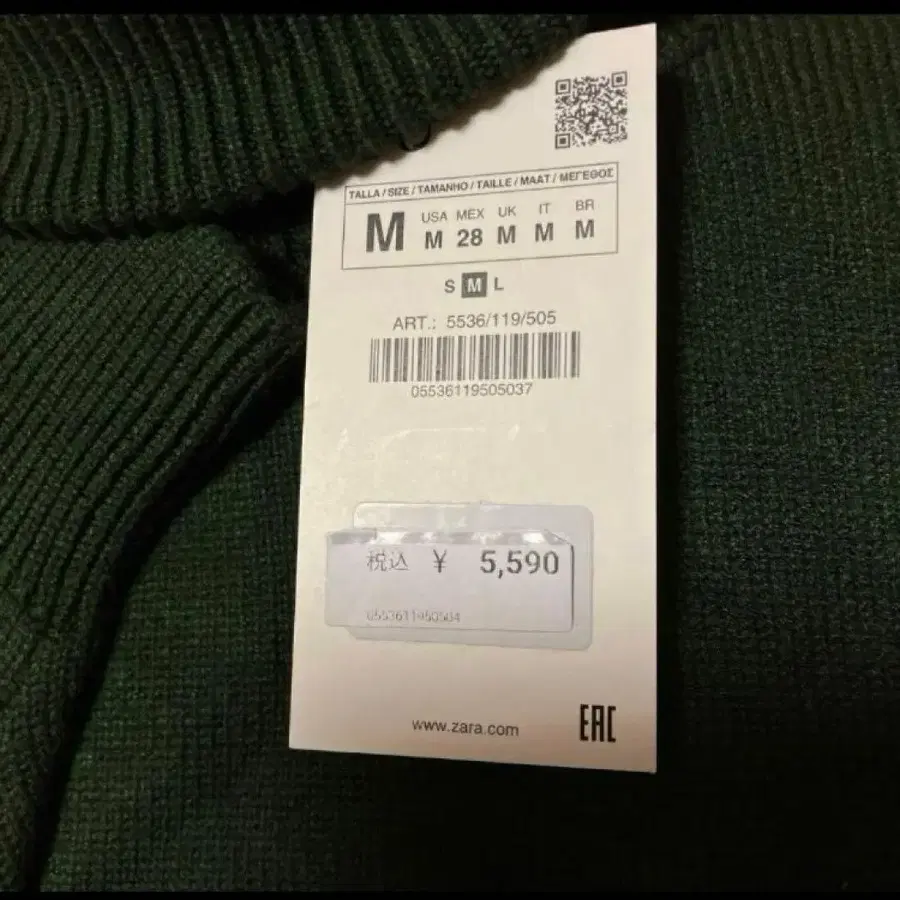 TALLA / SIZE / TAMANHO / TAILLE / MAAT / ΜΕΓΕΘΟΣ
M
USA MEX UK IT BR
M 28 M M M
S M L
ART.: 5536/119/505
05536119505037
税込 ¥ 5,590
0553611950504
www.zara.com
EAC